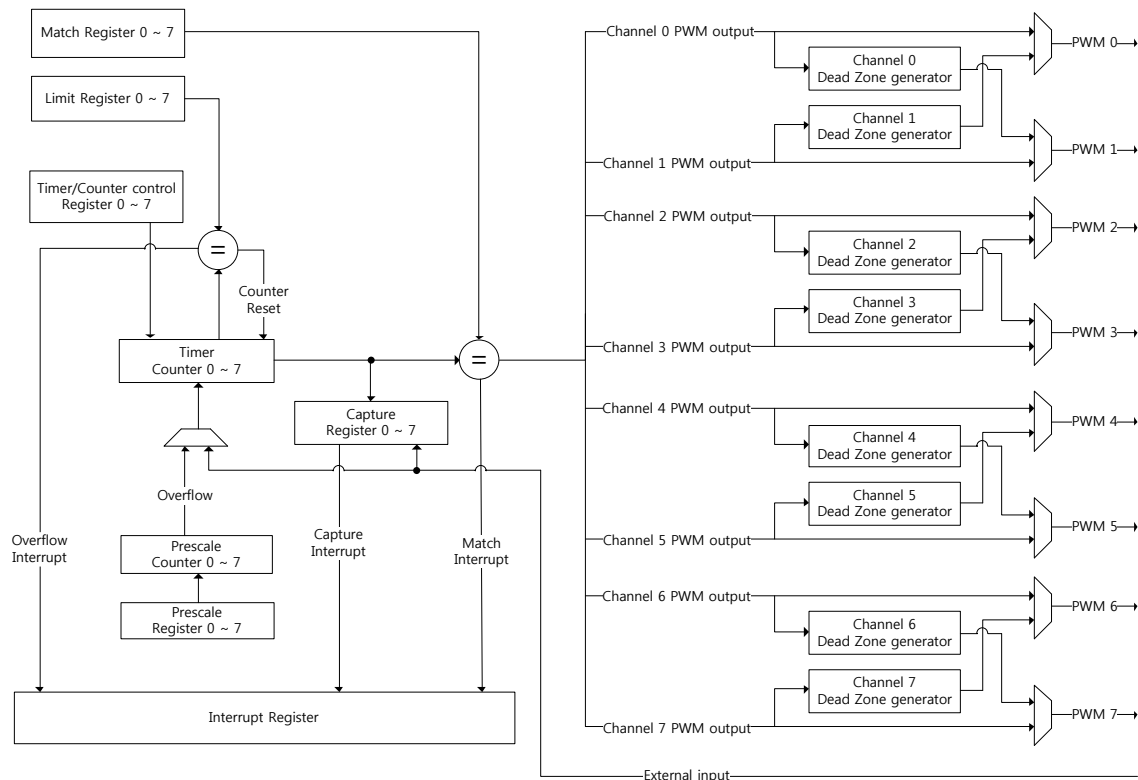 Match Register 0 ~ 7
Limit Register 0 ~ 7
Timer/Counter control
Register 0 ~ 7
=
Counter
Reset
Timer
Counter 0 ~ 7
=
Capture
Register 0 ~ 7
Overflow
Overflow
Interrupt
Prescale
Counter 0 ~ 7
Capture
Interrupt
Match
Interrupt
Prescale
Register 0 ~ 7
Interrupt Register
Channel 0 PWM output
Channel 0
Dead Zone generator
PWM 0
Channel 1
Dead Zone generator
Channel 1 PWM output
PWM 1
Channel 2 PWM output
Channel 2
Dead Zone generator
PWM 2
Channel 3
Dead Zone generator
Channel 3 PWM output
PWM 3
Channel 4 PWM output
Channel 4
Dead Zone generator
PWM 4
Channel 5
Dead Zone generator
Channel 5 PWM output
PWM 5
Channel 6 PWM output
Channel 6
Dead Zone generator
PWM 6
Channel 7
Dead Zone generator
Channel 7 PWM output
PWM 7
External input